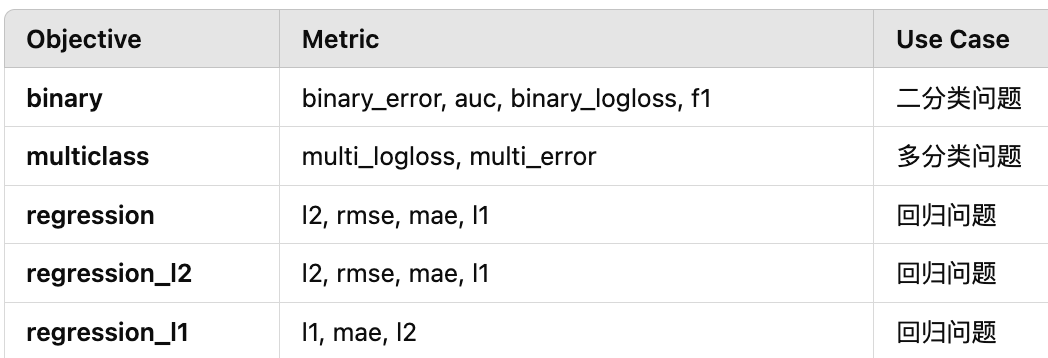 Objective Metric Use Case
binary binary_error, auc, binary_logloss, f1 二分类问题
multiclass multi_logloss, multi_error 多分类问题
regression l2, rmse, mae, l1 回归问题
regression_l2 l2, rmse, mae, l1 回归问题
regression_l1 l1, mae, l2 回归问题